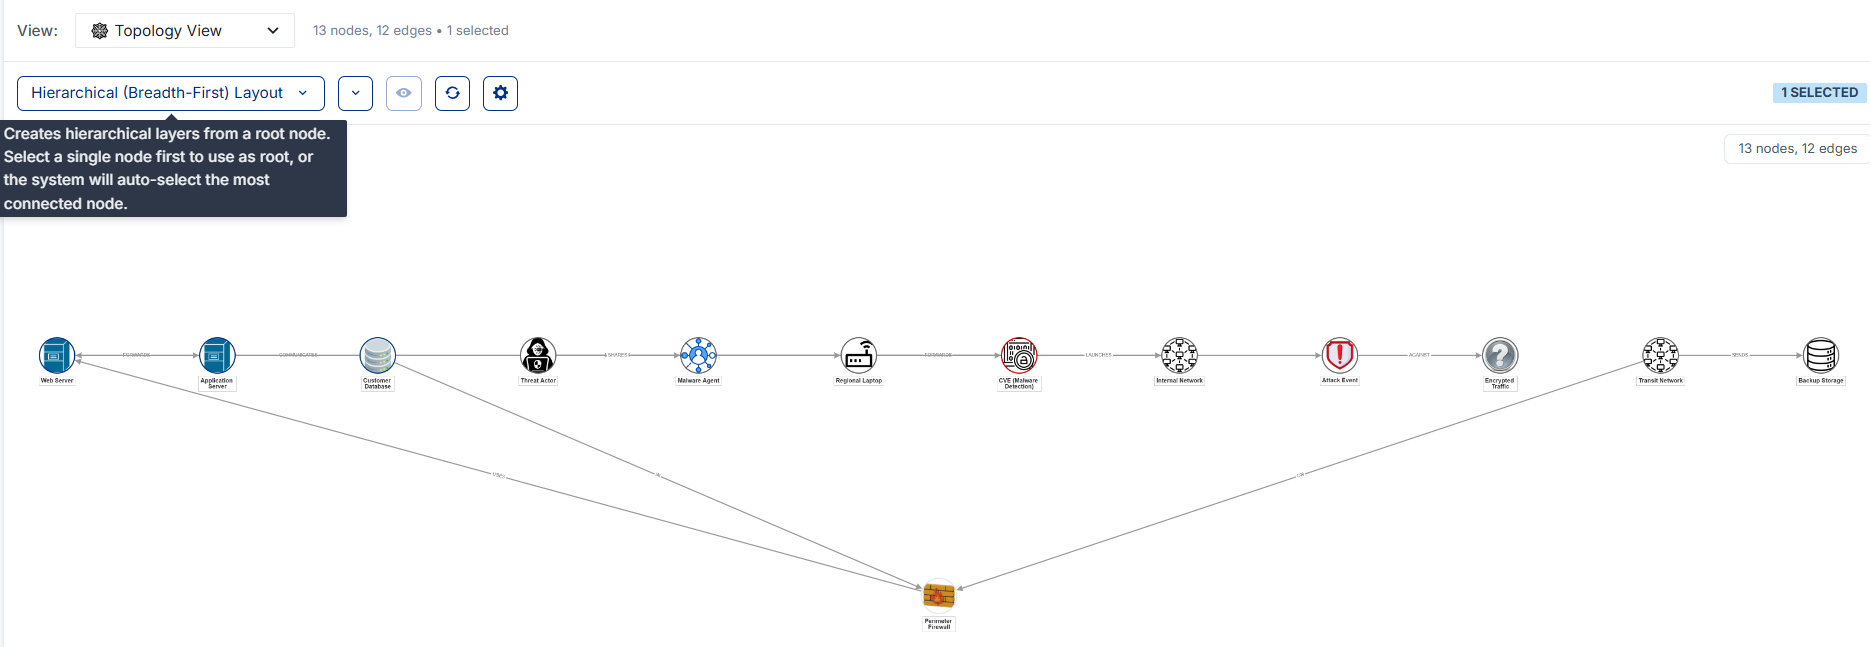 View:
Topology View
13 nodes, 12 edges • 1 selected
Hierarchical (Breadth-First) Layout
1 SELECTED
Creates hierarchical layers from a root node.
Select a single node first to use as root, or
the system will auto-select the most
connected node.
13 nodes, 12 edges
FORWARDS
COMMUNICATES
SHARES
FORWARDS
LAUNCHES
AGAINST
SENDS
Web Server
Application
Server
Customer
Database
Threat Actor
Malware Agent
Regional Laptop
CVE (Malware
Detection)
Internal Network
Attack Event
Encrypted
Traffic
Transit Network
Backup Storage
USES
IN
Perimeter
Firewall